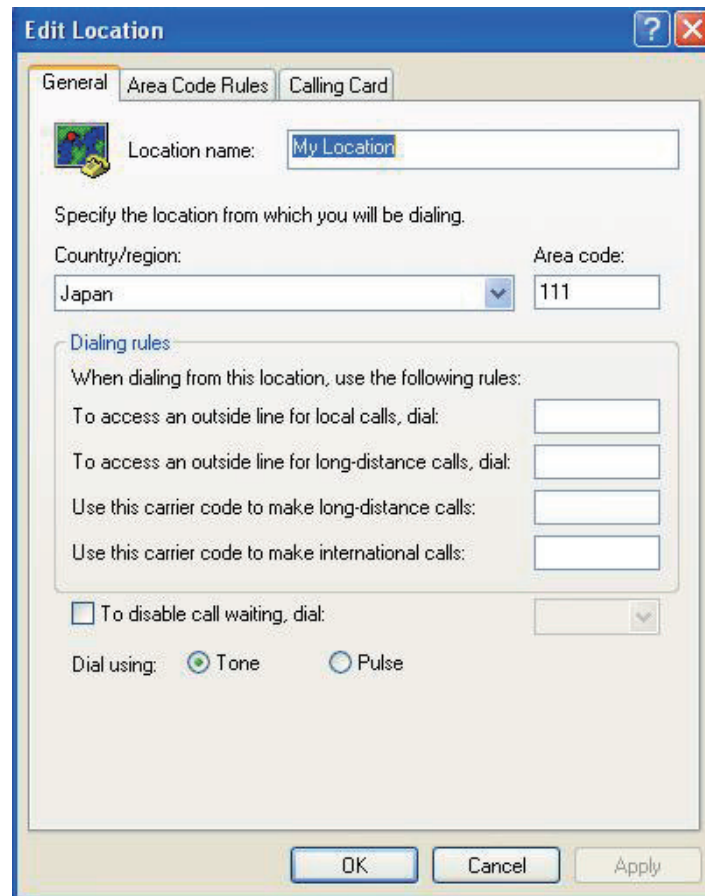 Edit Location
General Area Code Rules Calling Card
Location name: My Location
Specify the location from which you will be dialing.
Country/region: Area code:
Japan 111
Dialing rules
When dialing from this location, use the following rules:
To access an outside line for local calls, dial:
To access an outside line for long-distance calls, dial:
Use this carrier code to make long-distance calls:
Use this carrier code to make international calls:
To disable call waiting, dial:
Dial using: Tone Pulse
OK Cancel Apply